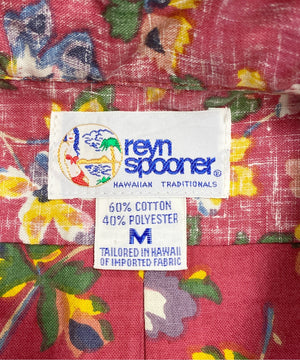 reyn
spooner®
HAWAIIAN TRADITIONALS
60% COTTON
40% POLYESTER
M
TAILORED IN HAWAII
OF IMPORTED FABRIC